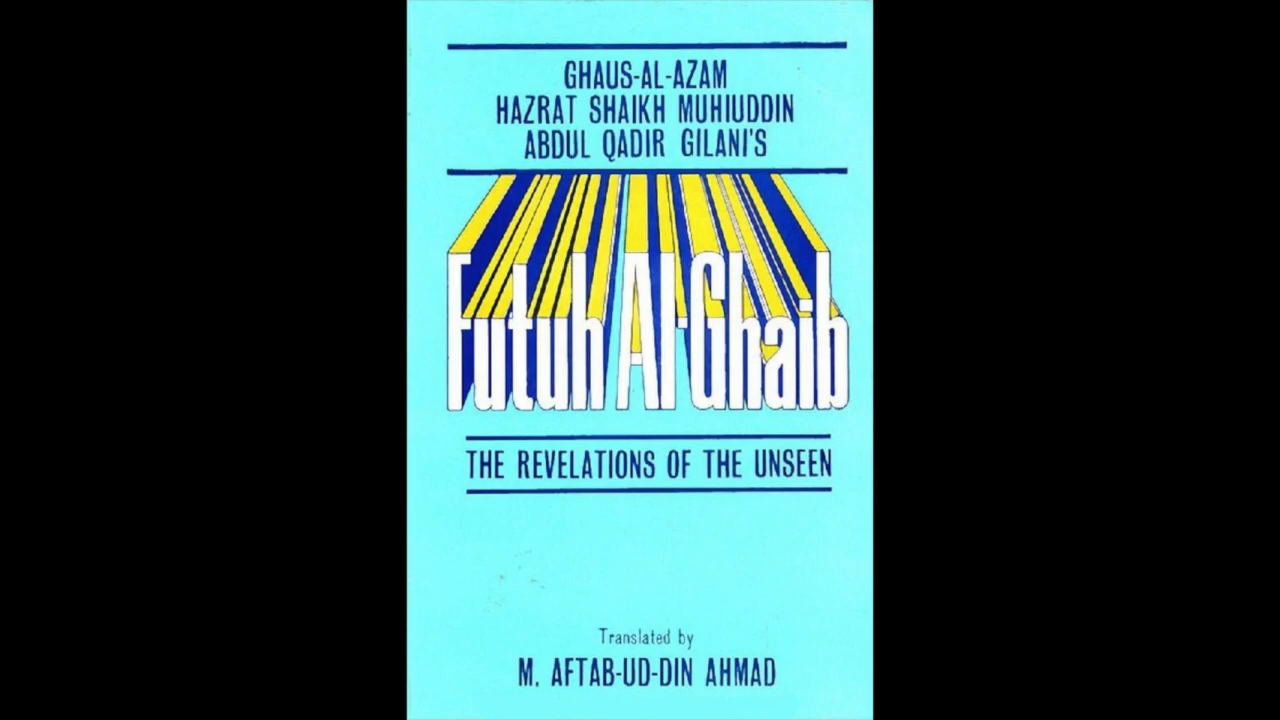 GHAUS-AL-AZAM
HAZRAT SHAIKH MUHIUDDIN
ABDUL QADIR GILANI'S
Futuh Al-Ghaib
THE REVELATIONS OF THE UNSEEN
Translated by
M. AFTAB-UD-DIN AHMAD